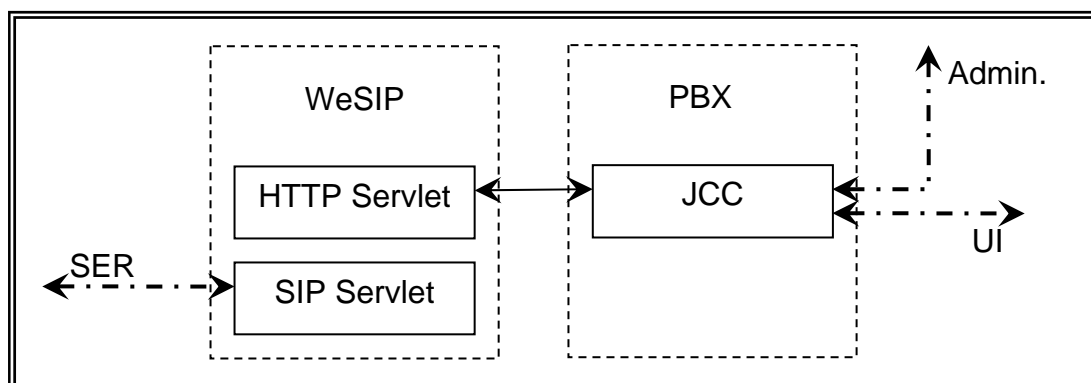 WeSIP
PBX
Admin.
HTTP Servlet
JCC
UI
SER
SIP Servlet